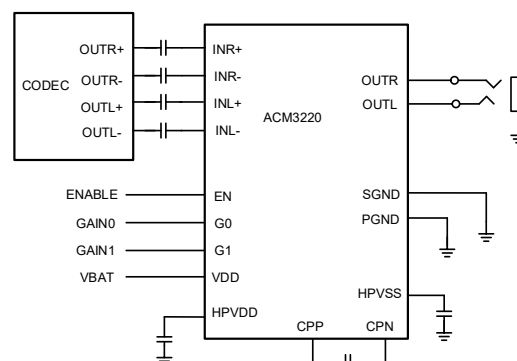 OUTR+ INR+
OUTR- INR- OUTR
CODEC
OUTL+ INL+ OUTL
OUTL- INL-
ACM3220
ENABLE EN SGND
GAIN0 G0 PGND
GAIN1 G1
VBAT VDD
HPVSS
HPVDD
CPP CPN